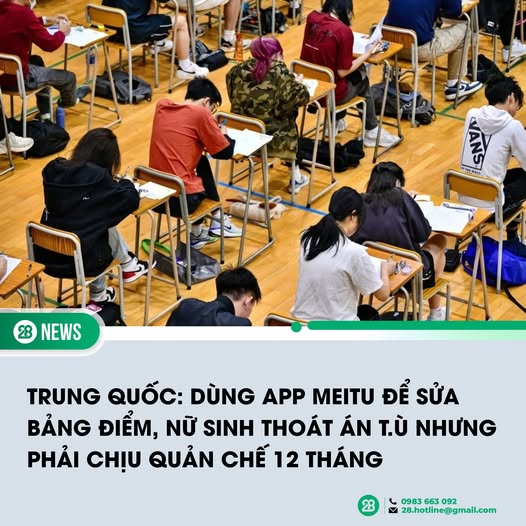 VANS
28 NEWS
TRUNG QUỐC: DÙNG APP MEITU ĐỂ SỬA
BẢNG ĐIỂM, NỮ SINH THOÁT ÁN T.Ù NHƯNG
PHẢI CHỊU QUẢN CHẾ 12 THÁNG
28
0983 663 092
28.hotline@gmail.com